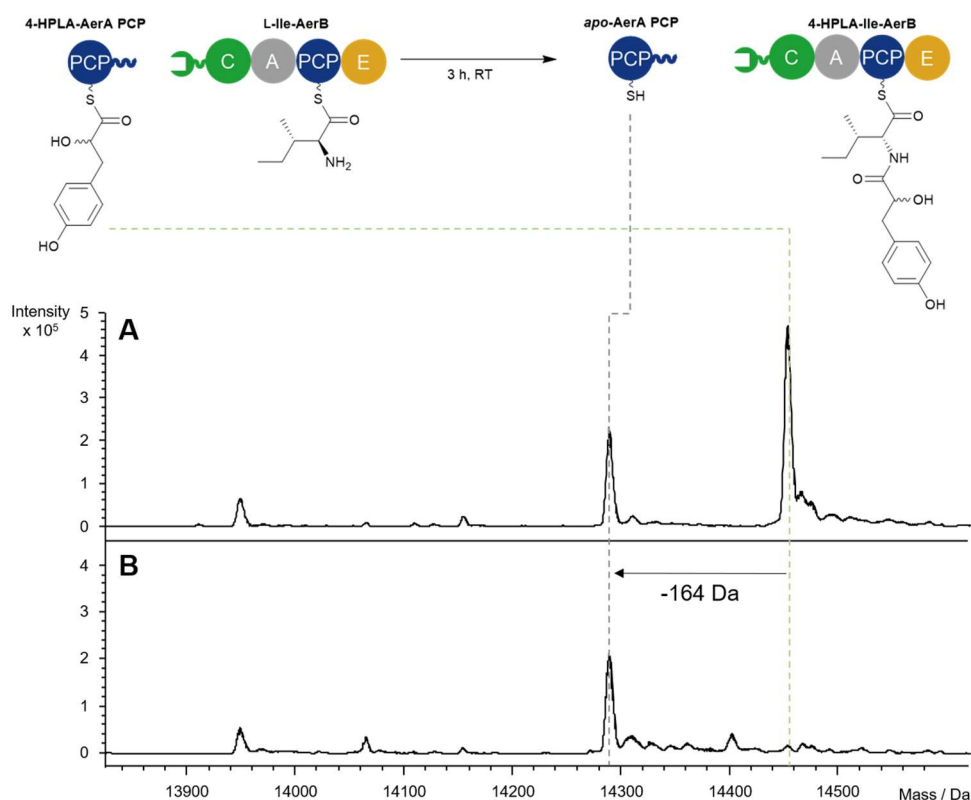 4-HPLA-AerA PCP
L-Ile-AerB
apo-AerA PCP
4-HPLA-Ile-AerB
PCP
C A PCP E
3 h, RT
PCP
C A PCP E
S
O
HO
HO
S
O
NH2
SH
S
O
NH
O
OH
OH
Intensity
x 10⁵
A
5
4
3
2
1
0
B
-164 Da
4
3
2
1
0
13900 14000 14100 14200 14300 14400 14500 Mass / Da